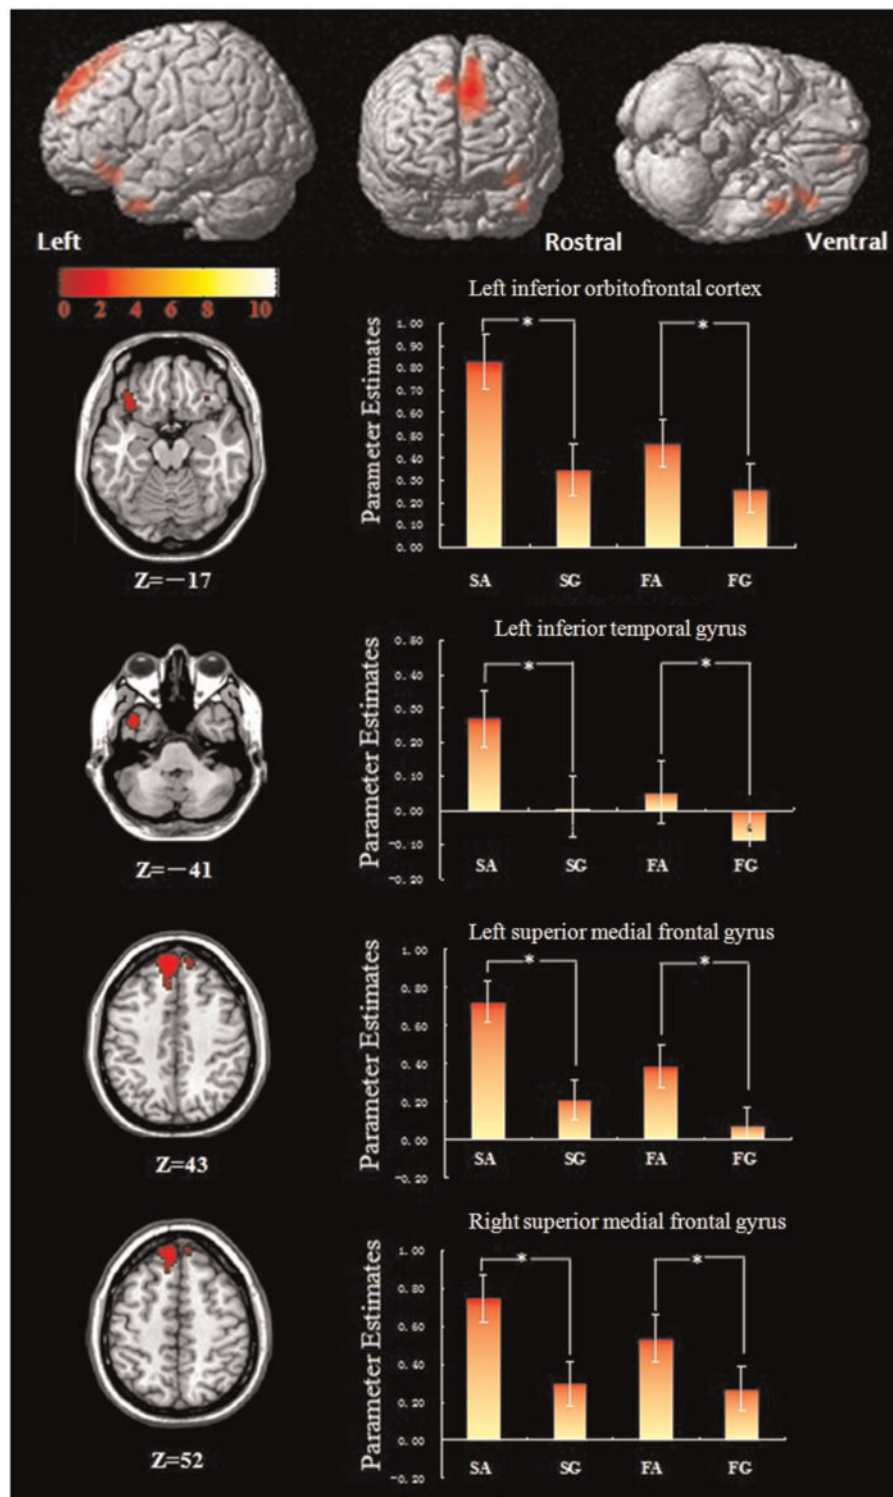 Left Rostral Ventral
0 2 4 6 8 10
Left inferior orbitofrontal cortex
Parameter Estimates
1.00
0.90
0.80
0.70
0.60
0.50
0.40
0.30
0.20
0.10
0.00
* *
SA SG FA FG
Z=－17
Left inferior temporal gyrus
Parameter Estimates
0.50
0.40
0.30
0.20
0.10
0.00
-0.10
-0.20
* *
SA SG FA FG
Z=－41
Left superior medial frontal gyrus
Parameter Estimates
1.00
0.80
0.60
0.40
0.20
0.00
-0.20
* *
SA SG FA FG
Z=43
Right superior medial frontal gyrus
Parameter Estimates
1.00
0.80
0.60
0.40
0.20
0.00
-0.20
* *
SA SG FA FG
Z=52